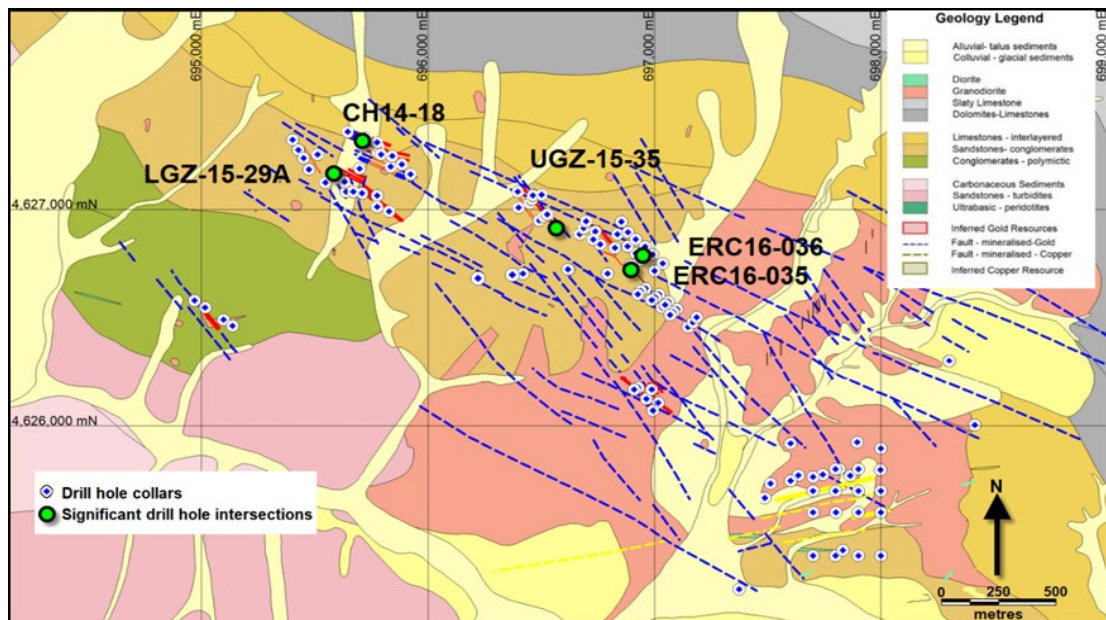 695,000 mE
696,000 mE
697,000 mE
698,000 mE
699,000 mE
Geology Legend
Alluvial- talus sediments
Colluvial - glacial sediments
Diorite
Granodiorite
Slaty Limestone
Dolomites-Limestones
Limestones - interlayered
Sandstones- conglomerates
Conglomerates - polymictic
Carbonaceous Sediments
Sandstones - turbidites
Ultrabasic - peridotites
Inferred Gold Resources
Fault - mineralised-Gold
Fault - mineralised - Copper
Inferred Copper Resource
CH14-18
LGZ-15-29A
UGZ-15-35
4,627,000 mN
ERC16-036
ERC16-035
4,626,000 mN
Drill hole collars
Significant drill hole intersections
N
0 250 500
metres